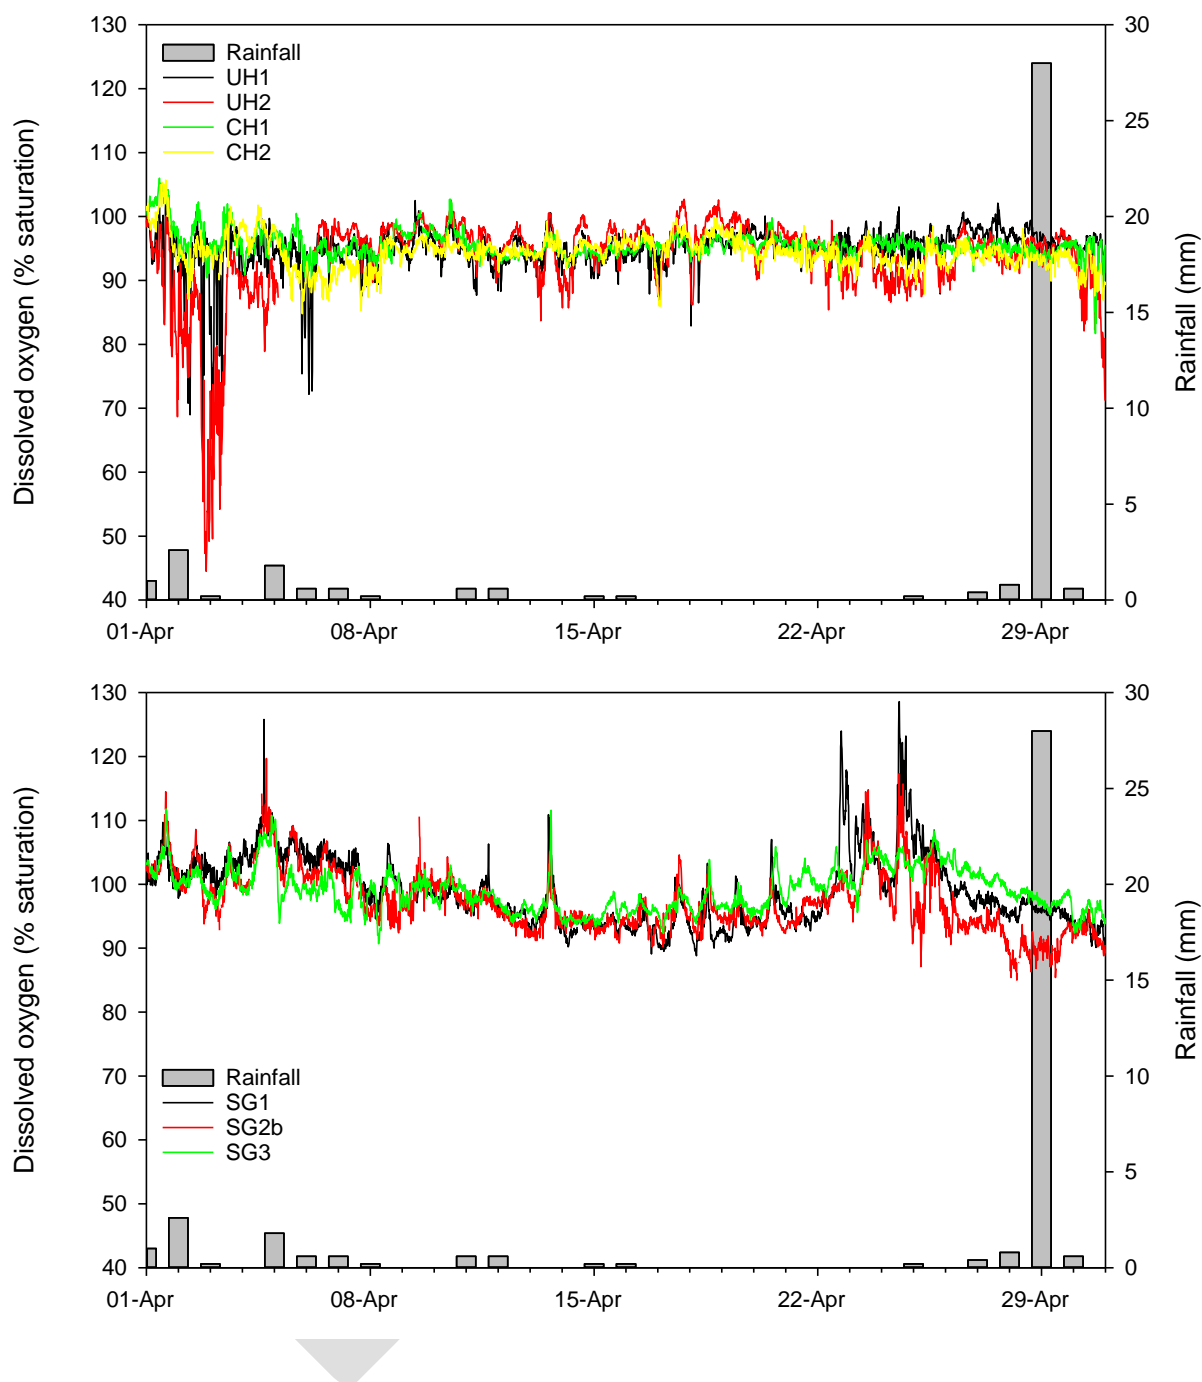 130
120
110
100
90
80
70
60
50
40
Dissolved oxygen (% saturation)
Rainfall
UH1
UH2
CH1
CH2
30
25
20
15
10
5
0
Rainfall (mm)
01-Apr 08-Apr 15-Apr 22-Apr 29-Apr
130
120
110
100
90
80
70
60
50
40
Dissolved oxygen (% saturation)
Rainfall
SG1
SG2b
SG3
30
25
20
15
10
5
0
Rainfall (mm)
01-Apr 08-Apr 15-Apr 22-Apr 29-Apr